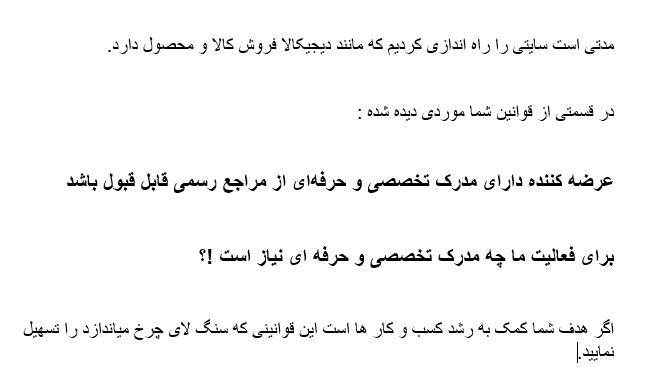 مدتی است سایتی را راه اندازی کردیم که مانند دیجیکالا فروش کالا و محصول دارد.
در قسمتی از قوانین شما موردی دیده شده :
عرضه کننده دارای مدرک تخصصی و حرفه‌ای از مراجع رسمی قابل قبول باشد
برای فعالیت ما چه مدرک تخصصی و حرفه ای نیاز است !؟
اگر هدف شما کمک به رشد کسب و کار ها است این قوانینی که سنگ لای چرخ میاندازد را تسهیل
نمایید.